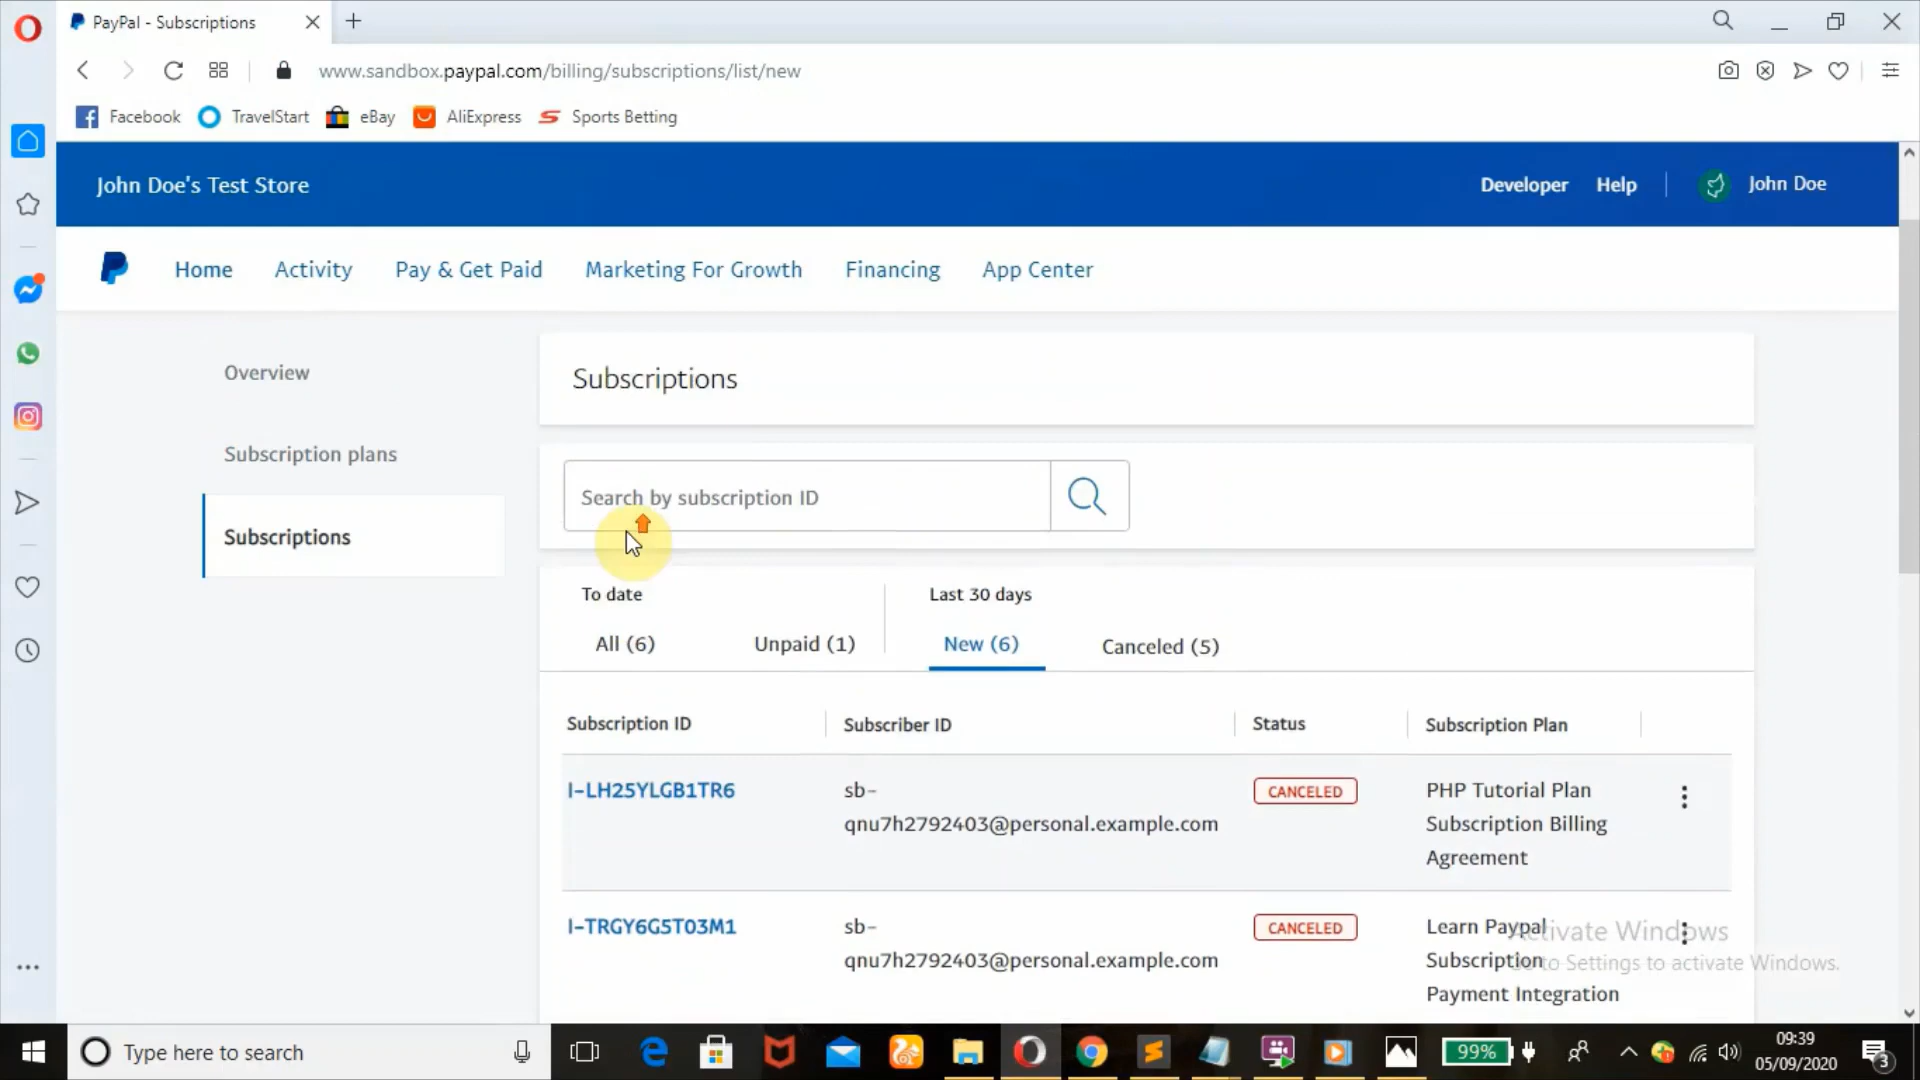 PayPal - Subscriptions
www.sandbox.paypal.com/billing/subscriptions/list/new
Facebook TravelStart eBay AliExpress Sports Betting
John Doe's Test Store Developer Help John Doe
Home Activity Pay & Get Paid Marketing For Growth Financing App Center
Overview
Subscriptions
Subscription plans
Search by subscription ID
Subscriptions
To date Last 30 days
All (6) Unpaid (1) New (6) Canceled (5)
Subscription ID Subscriber ID Status Subscription Plan
I-LH25YLGB1TR6 sb- CANCELED PHP Tutorial Plan
qnu7h2792403@personal.example.com Subscription Billing
Agreement
I-TRGY6G5T03M1 sb- CANCELED Learn Paypal
Activate Windows
qnu7h2792403@personal.example.com Subscription
Go to Settings to activate Windows.
Payment Integration
Type here to search
99%
09:39
05/09/2020
3